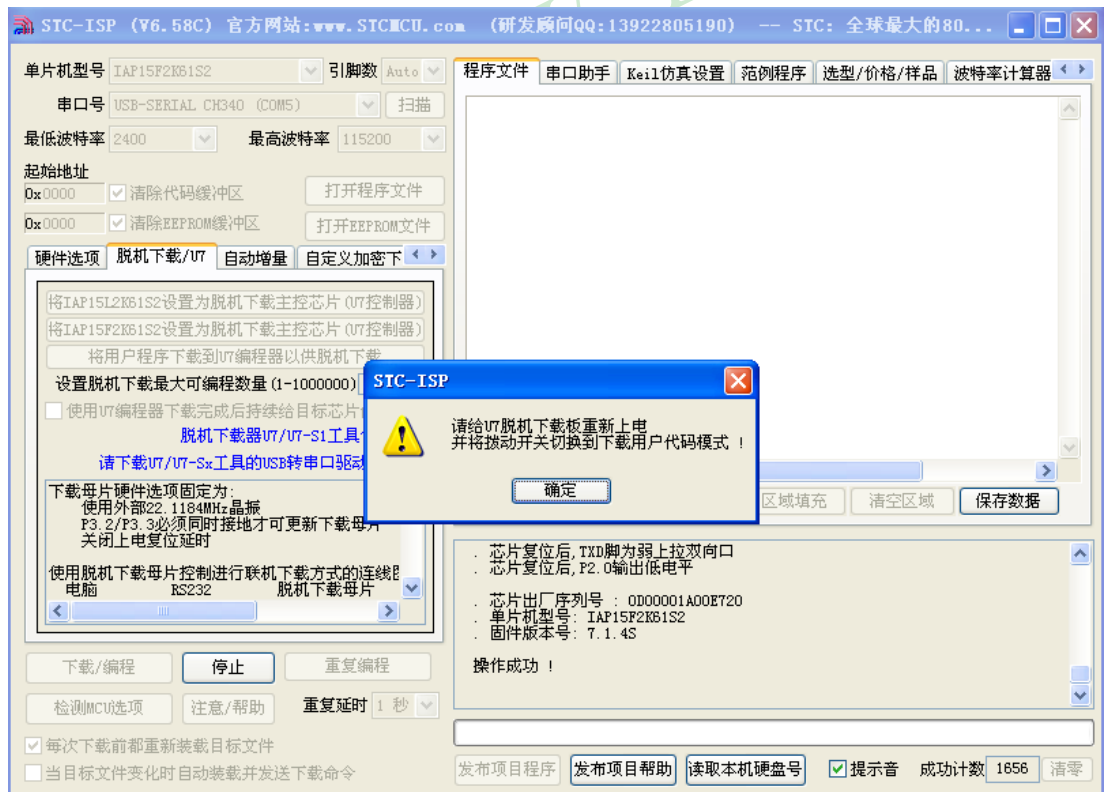 STC-ISP (V6.58C) 官方网站:www.STCMCU.com (研发顾问QQ:13922805190) -- STC: 全球最大的80...
单片机型号 IAP15F2K61S2 引脚数 Auto
串口号 USB-SERIAL CH340 (COM5) 扫描
最低波特率 2400 最高波特率 115200
起始地址
0x0000 清除代码缓冲区 打开程序文件
0x0000 清除EEPROM缓冲区 打开EEPROM文件
硬件选项 脱机下载/U7 自动增量 自定义加密下
将IAP15L2K61S2设置为脱机下载主控芯片(U7控制器)
将IAP15F2K61S2设置为脱机下载主控芯片(U7控制器)
将用户程序下载到U7编程器以供脱机下载
设置脱机下载最大可编程数量(1-1000000)
使用U7编程器下载完成后持续给目标芯片
脱机下载器U7/U7-S1工具
请下载U7/U7-Sx工具的USB转串口驱动
下载母片硬件选项固定为:
使用外部22.1184MHz晶振
P3.2/P3.3必须同时接地才可更新下载母片
关闭上电复位延时
使用脱机下载母片控制进行联机下载方式的连线
电脑 RS232 脱机下载母片
下载/编程 停止 重复编程
检测MCU选项 注意/帮助 重复延时 1 秒
每次下载前都重新装载目标文件
当目标文件变化时自动装载并发送下载命令
程序文件 串口助手 Keil仿真设置 范例程序 选型/价格/样品 波特率计算器
STC-ISP
请给U7脱机下载板重新上电
并将拨动开关切换到下载用户代码模式 !
确定
区域填充 清空区域 保存数据
. 芯片复位后,TXD脚为弱上拉双向口
. 芯片复位后,P2.0输出低电平
. 芯片出厂序列号 : 0D00001A00E720
. 单片机型号: IAP15F2K61S2
. 固件版本号: 7.1.4S
操作成功 !
发布项目程序 发布项目帮助 读取本机硬盘号 提示音 成功计数 1656 清零